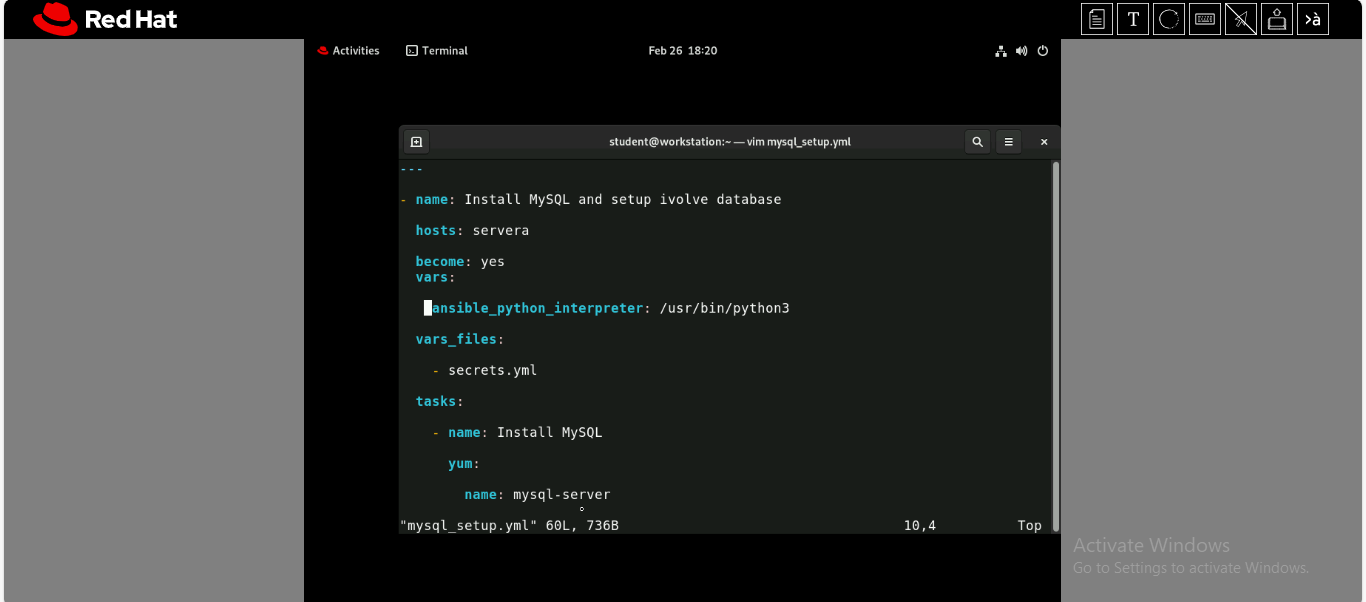 Red Hat
T
>à
Activities
Terminal
Feb 26 18:20
student@workstation:~ — vim mysql_setup.yml
---
- name: Install MySQL and setup ivolve database
hosts: servera
become: yes
vars:
ansible_python_interpreter: /usr/bin/python3
vars_files:
- secrets.yml
tasks:
- name: Install MySQL
yum:
name: mysql-server
"mysql_setup.yml" 60L, 736B 10,4 Top
Activate Windows
Go to Settings to activate Windows.